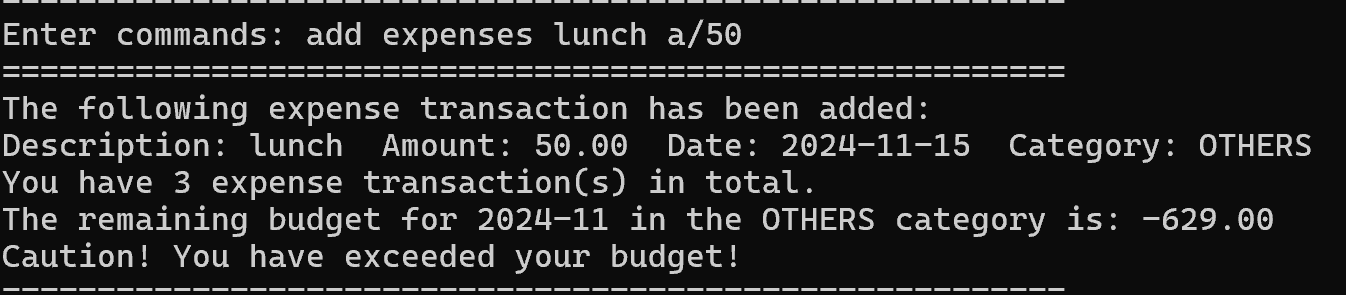 ========================================================
Enter commands: add expenses lunch a/50
========================================================
The following expense transaction has been added:
Description: lunch  Amount: 50.00  Date: 2024-11-15  Category: OTHERS
You have 3 expense transaction(s) in total.
The remaining budget for 2024-11 in the OTHERS category is: -629.00
Caution! You have exceeded your budget!
--------------------------------------------------------